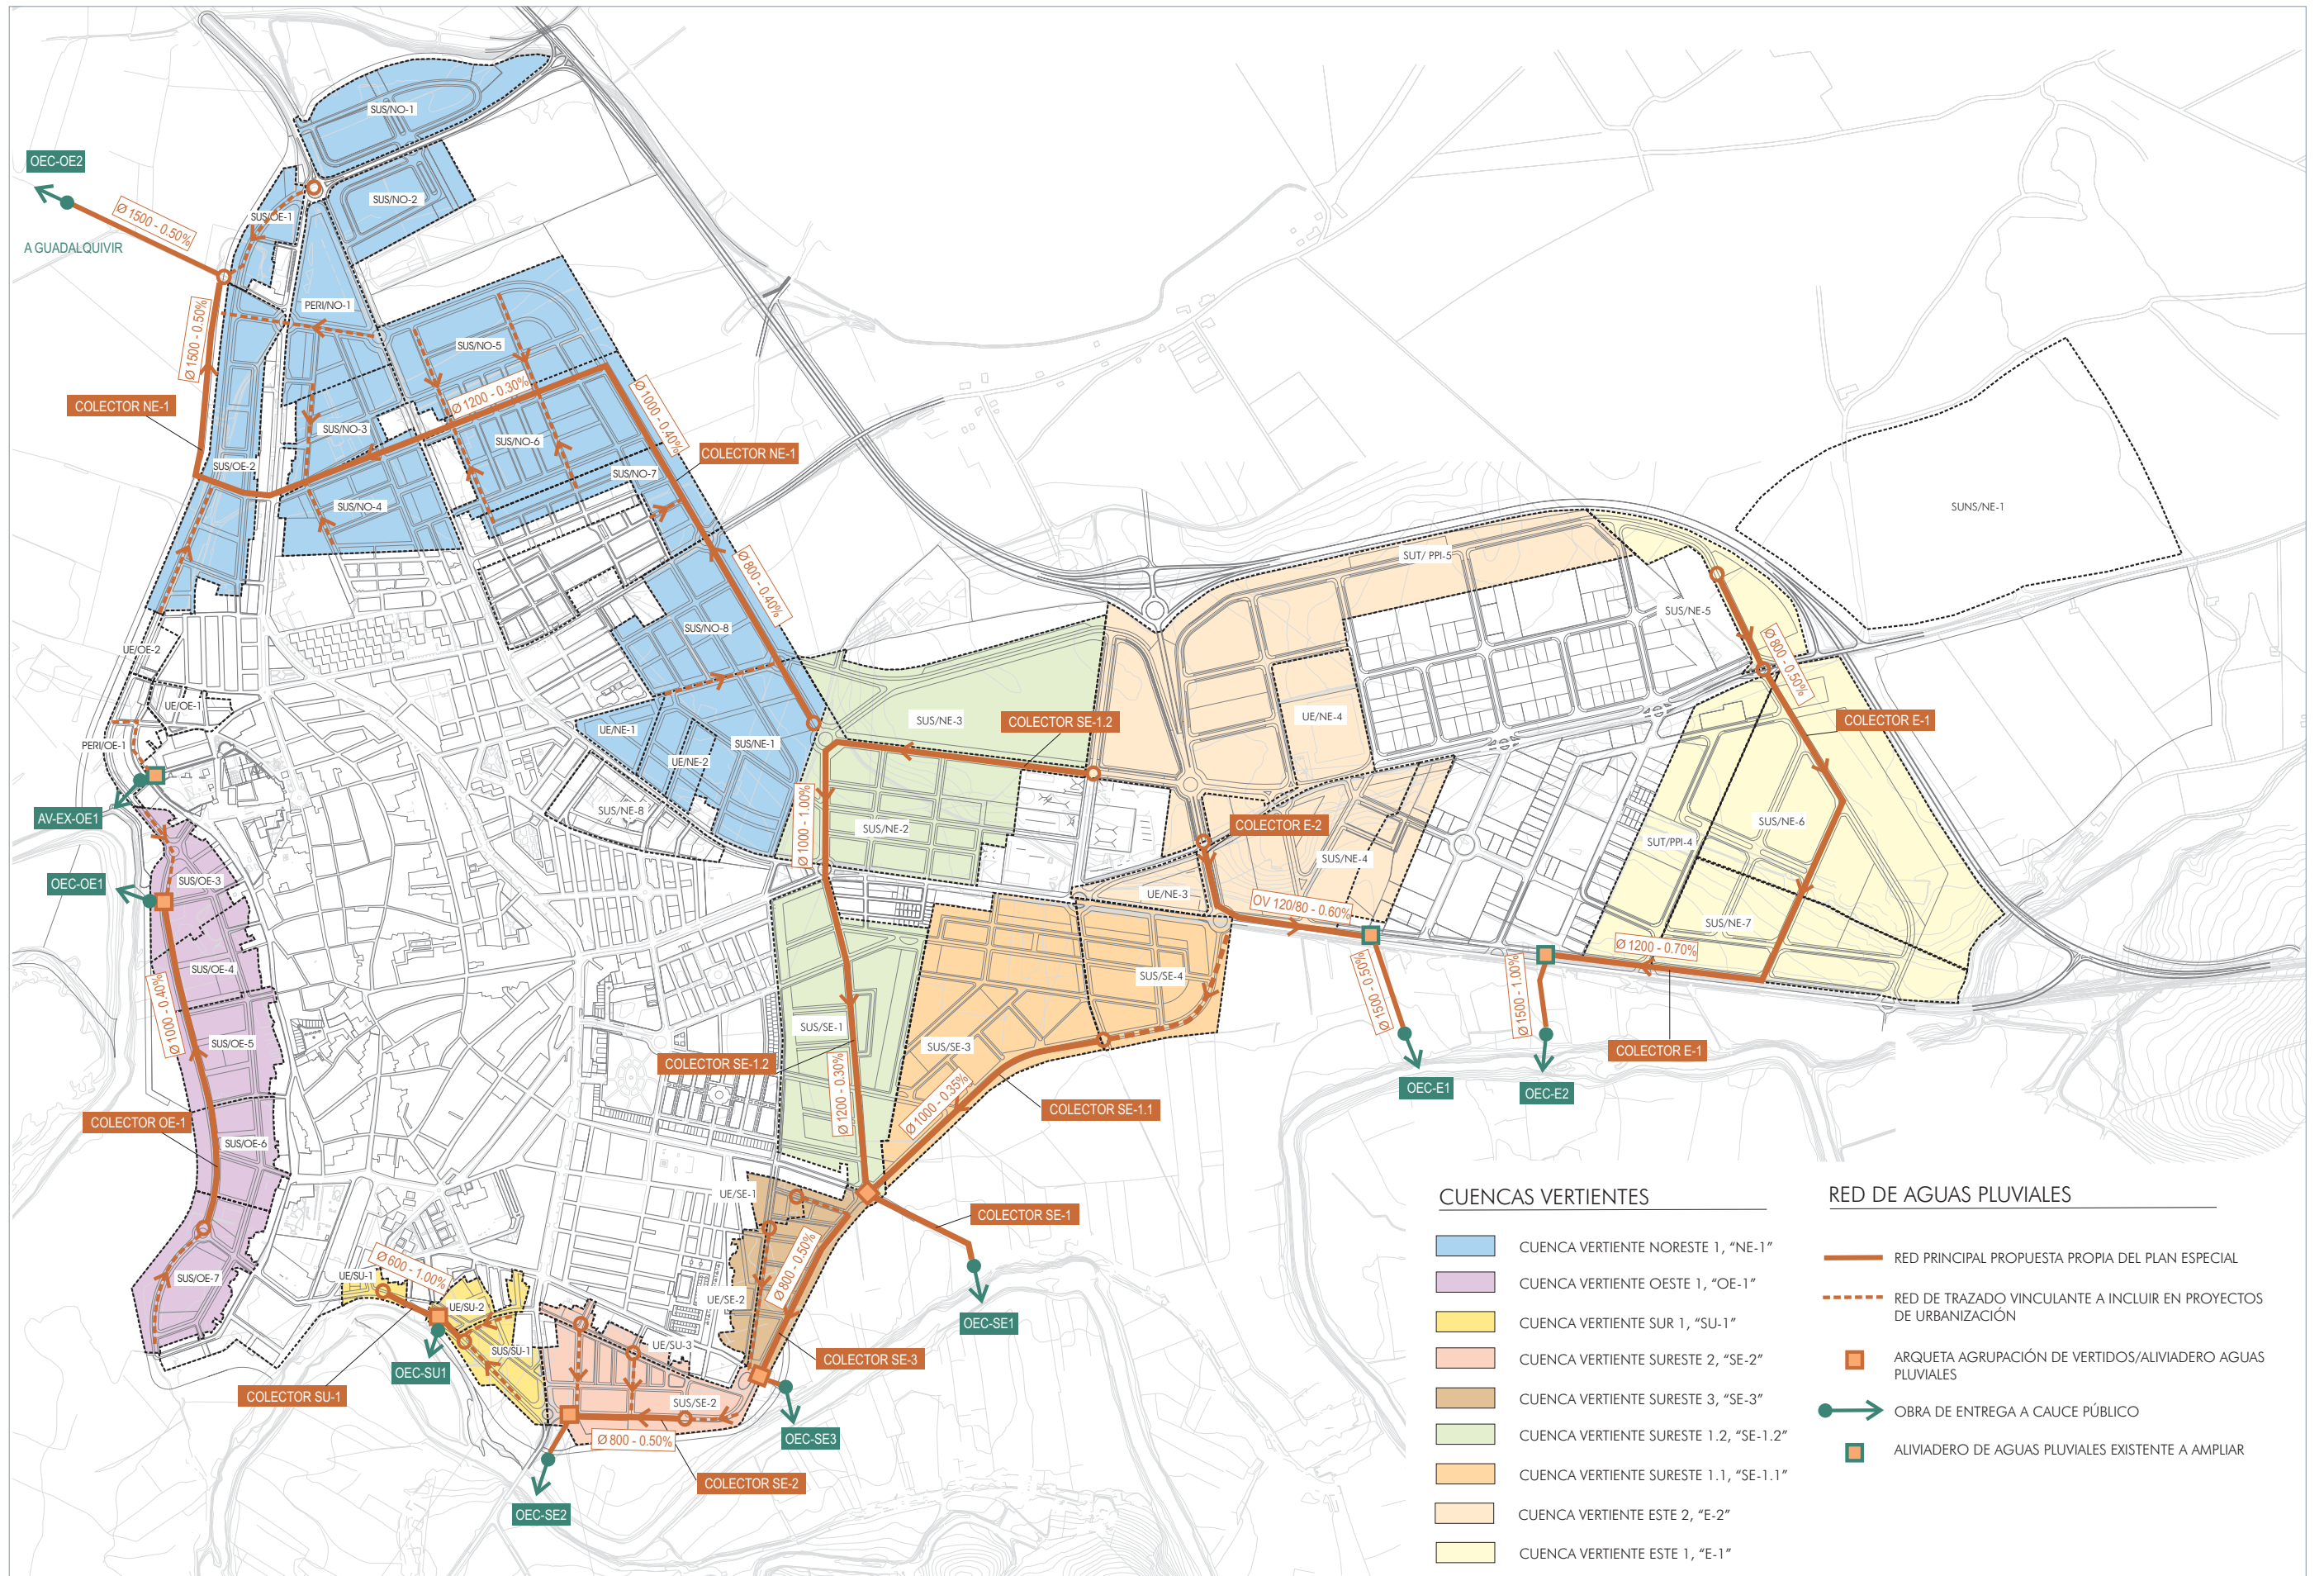 SUS/NO-1
OEC-OE2
SUS/NO-2
Ø 1500 - 0.50%
SUS/OE-1
A GUADALQUIVIR
PERI/NO-1
Ø 1500 - 0.50%
SUS/NO-5
Ø 1200 - 0.30%
Ø 1000 - 0.40%
COLECTOR NE-1
SUS/NO-3
SUS/NO-6
COLECTOR NE-1
SUS/OE-2
SUS/NO-7
SUS/NO-4
SUNS/NE-1
SUT/ PPI-5
Ø 800 - 0.40%
SUS/NE-5
SUS/NO-8
UE/OE-2
Ø 800 - 0.50%
UE/OE-1
SUS/NE-3
COLECTOR SE-1.2
UE/NE-4
COLECTOR E-1
UE/NE-1
SUS/NE-1
PERI/OE-1
UE/NE-2
AV-EX-OE1
SUS/NE-8
Ø 1000 - 1.00%
SUS/NE-2
COLECTOR E-2
SUS/NE-6
SUS/NE-4
SUT/PPI-4
OEC-OE1
SUS/OE-3
UE/NE-3
OV 120/80 - 0.60%
SUS/NE-7
Ø 1200 - 0.70%
SUS/OE-4
SUS/SE-4
Ø 1000 - 0.40%
Ø 1500 - 0.50%
Ø 1500 - 1.00%
SUS/SE-1
SUS/OE-5
SUS/SE-3
COLECTOR E-1
COLECTOR SE-1.2
Ø 1200 - 0.30%
Ø 1000 - 0.35%
OEC-E1
OEC-E2
COLECTOR SE-1.1
COLECTOR OE-1
SUS/OE-6
UE/SE-1
COLECTOR SE-1
Ø 800 - 0.50%
Ø 600 - 1.00%
SUS/OE-7
UE/SU-1
UE/SE-2
UE/SU-2
OEC-SE1
SUS/SU-1
UE/SU-3
COLECTOR SE-3
OEC-SU1
COLECTOR SU-1
SUS/SE-2
Ø 800 - 0.50%
OEC-SE3
COLECTOR SE-2
OEC-SE2
CUENCAS VERTIENTES
CUENCA VERTIENTE NORESTE 1, “NE-1”
CUENCA VERTIENTE OESTE 1, “OE-1”
CUENCA VERTIENTE SUR 1, “SU-1”
CUENCA VERTIENTE SURESTE 2, “SE-2”
CUENCA VERTIENTE SURESTE 3, “SE-3”
CUENCA VERTIENTE SURESTE 1.2, “SE-1.2”
CUENCA VERTIENTE SURESTE 1.1, “SE-1.1”
CUENCA VERTIENTE ESTE 2, “E-2”
CUENCA VERTIENTE ESTE 1, “E-1”
RED DE AGUAS PLUVIALES
RED PRINCIPAL PROPUESTA PROPIA DEL PLAN ESPECIAL
RED DE TRAZADO VINCULANTE A INCLUIR EN PROYECTOS
DE URBANIZACIÓN
ARQUETA AGRUPACIÓN DE VERTIDOS/ALIVIADERO AGUAS
PLUVIALES
OBRA DE ENTREGA A CAUCE PÚBLICO
ALIVIADERO DE AGUAS PLUVIALES EXISTENTE A AMPLIAR